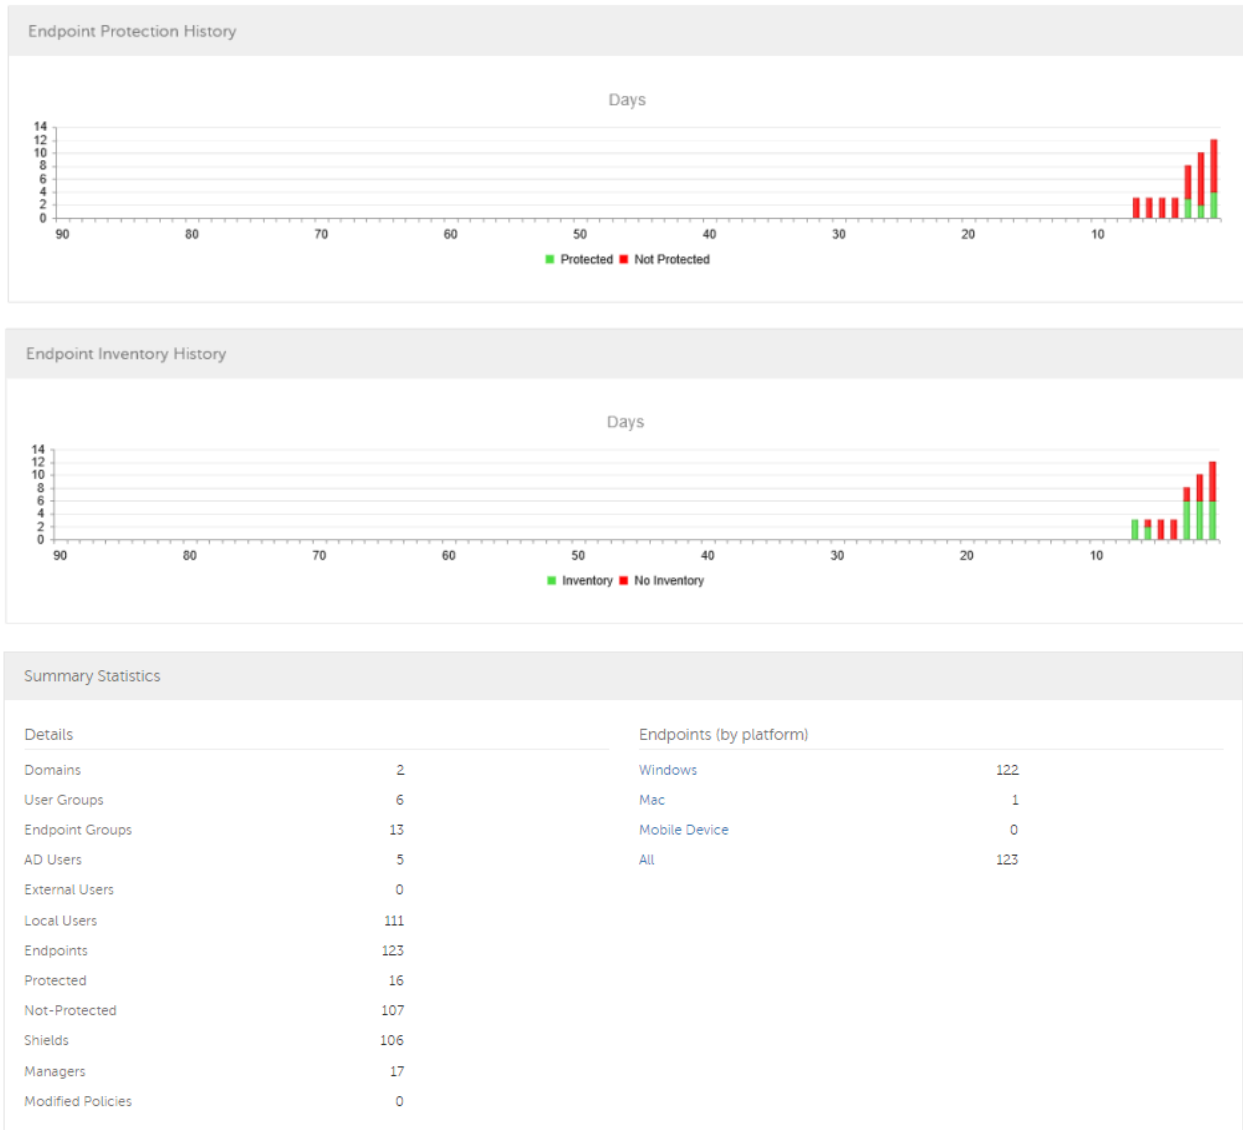 Endpoint Protection History
Days
14
12
10
8
6
4
2
0
90 80 70 60 50 40 30 20 10
Protected Not Protected
Endpoint Inventory History
Days
14
12
10
8
6
4
2
0
90 80 70 60 50 40 30 20 10
Inventory No Inventory
Summary Statistics
Details
Domains 2
User Groups 6
Endpoint Groups 13
AD Users 5
External Users 0
Local Users 111
Endpoints 123
Protected 16
Not-Protected 107
Shields 106
Managers 17
Modified Policies 0
Endpoints (by platform)
Windows 122
Mac 1
Mobile Device 0
All 123